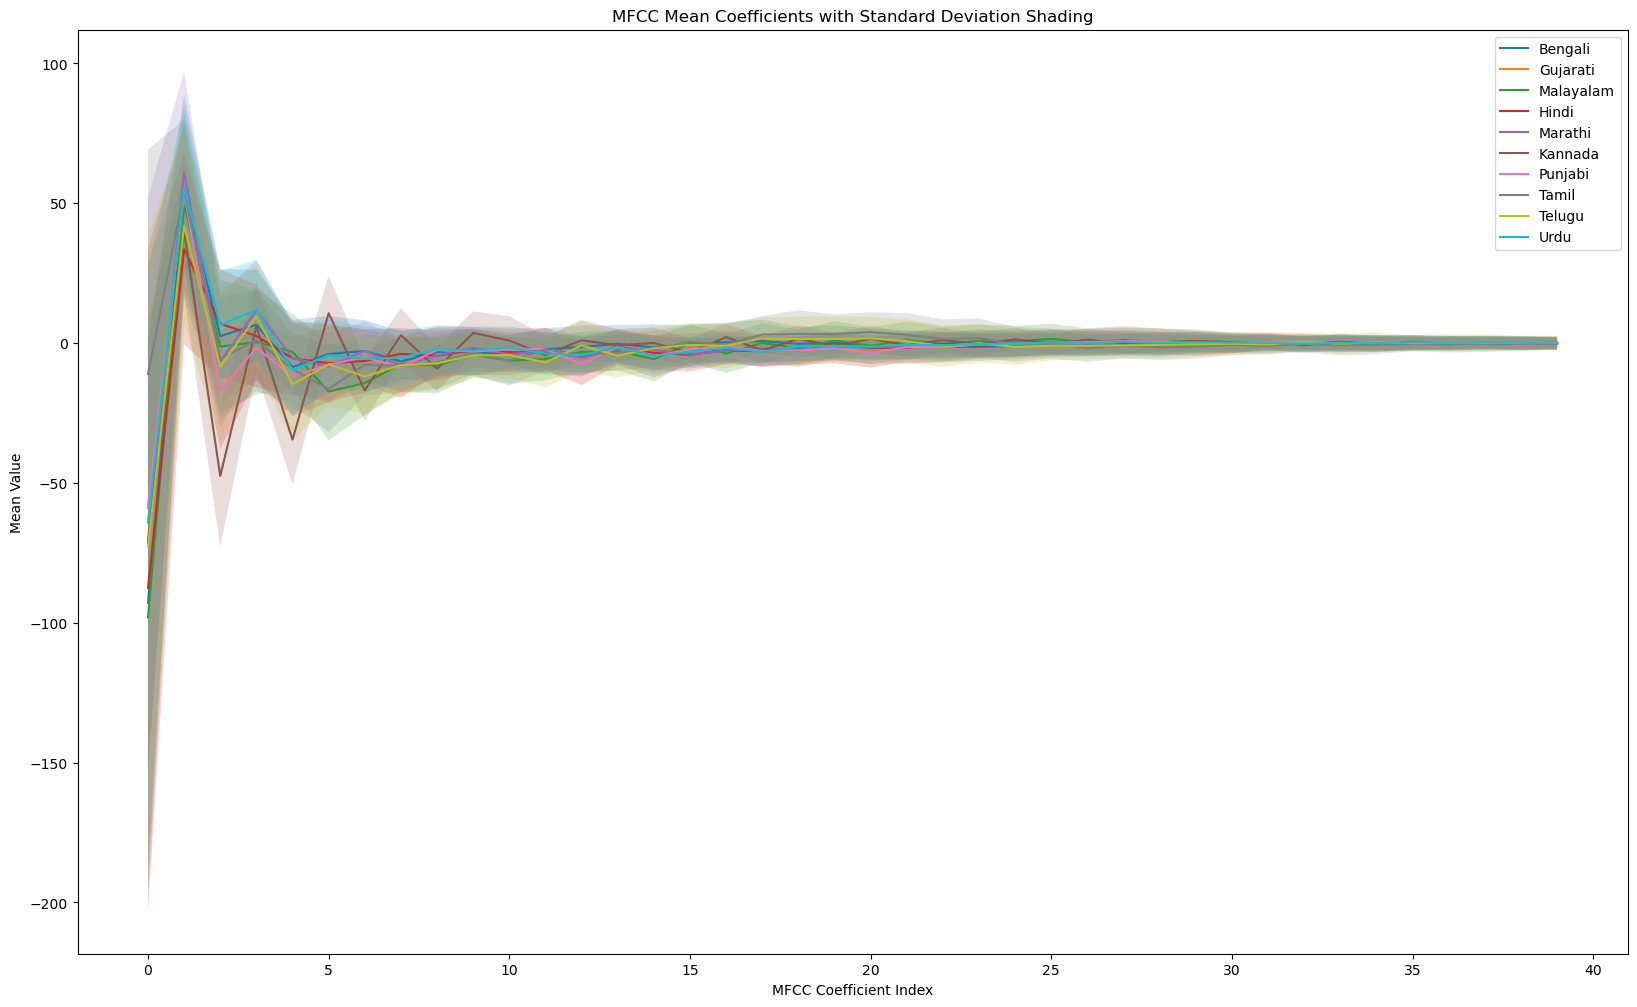 MFCC Mean Coefficients with Standard Deviation Shading
100
50
0
−50
−100
−150
−200
Mean Value
Bengali
Gujarati
Malayalam
Hindi
Marathi
Kannada
Punjabi
Tamil
Telugu
Urdu
0
5
10
15
20
25
30
35
40
MFCC Coefficient Index